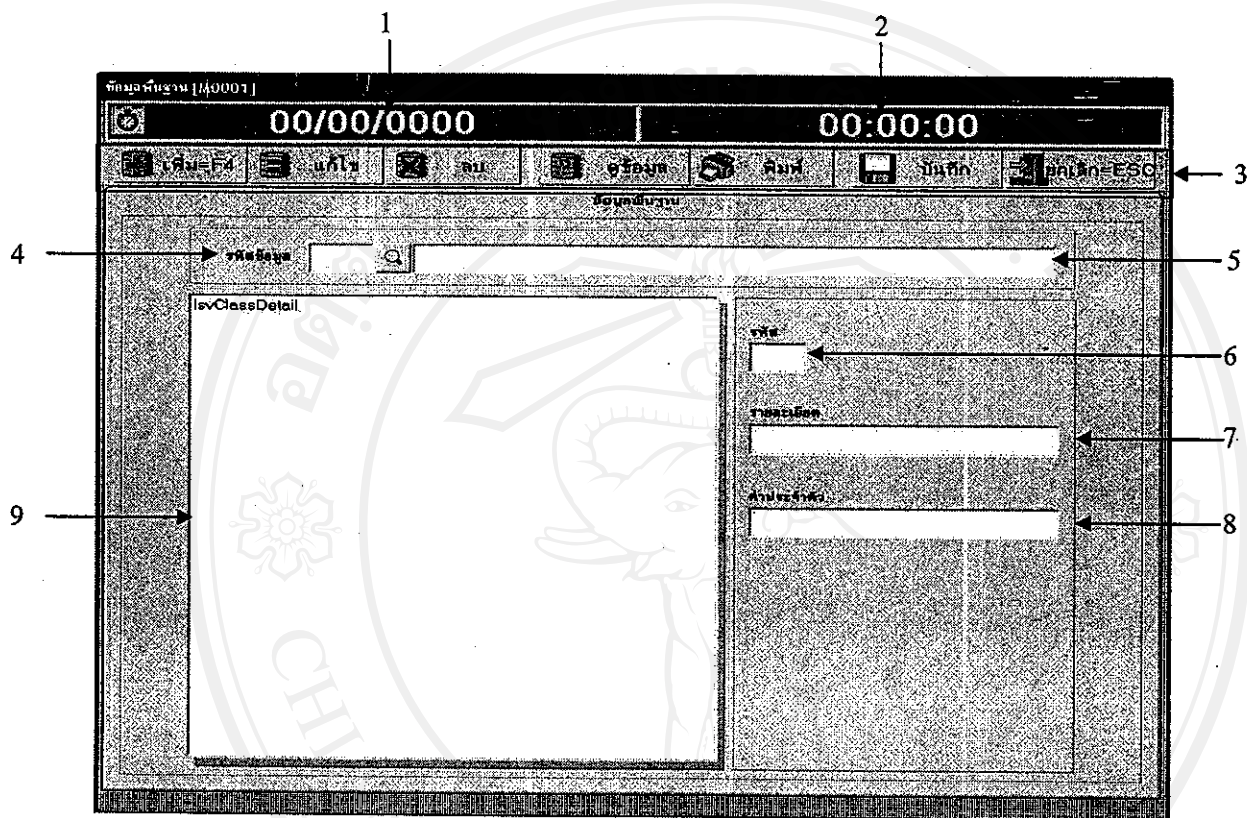 1 2
ข้อมูลพื้นฐาน [M0001]
00/00/0000 00:00:00
เพิ่ม=F4 แก้ไข ลบ ดูข้อมูล พิมพ์ บันทึก ยกเลิก=ESC
3
ข้อมูลพื้นฐาน
4 รหัสข้อมูล 5
lsvClassDetail
รหัส
6
รายละเอียด
7
ค่าประจำตัว
9 8